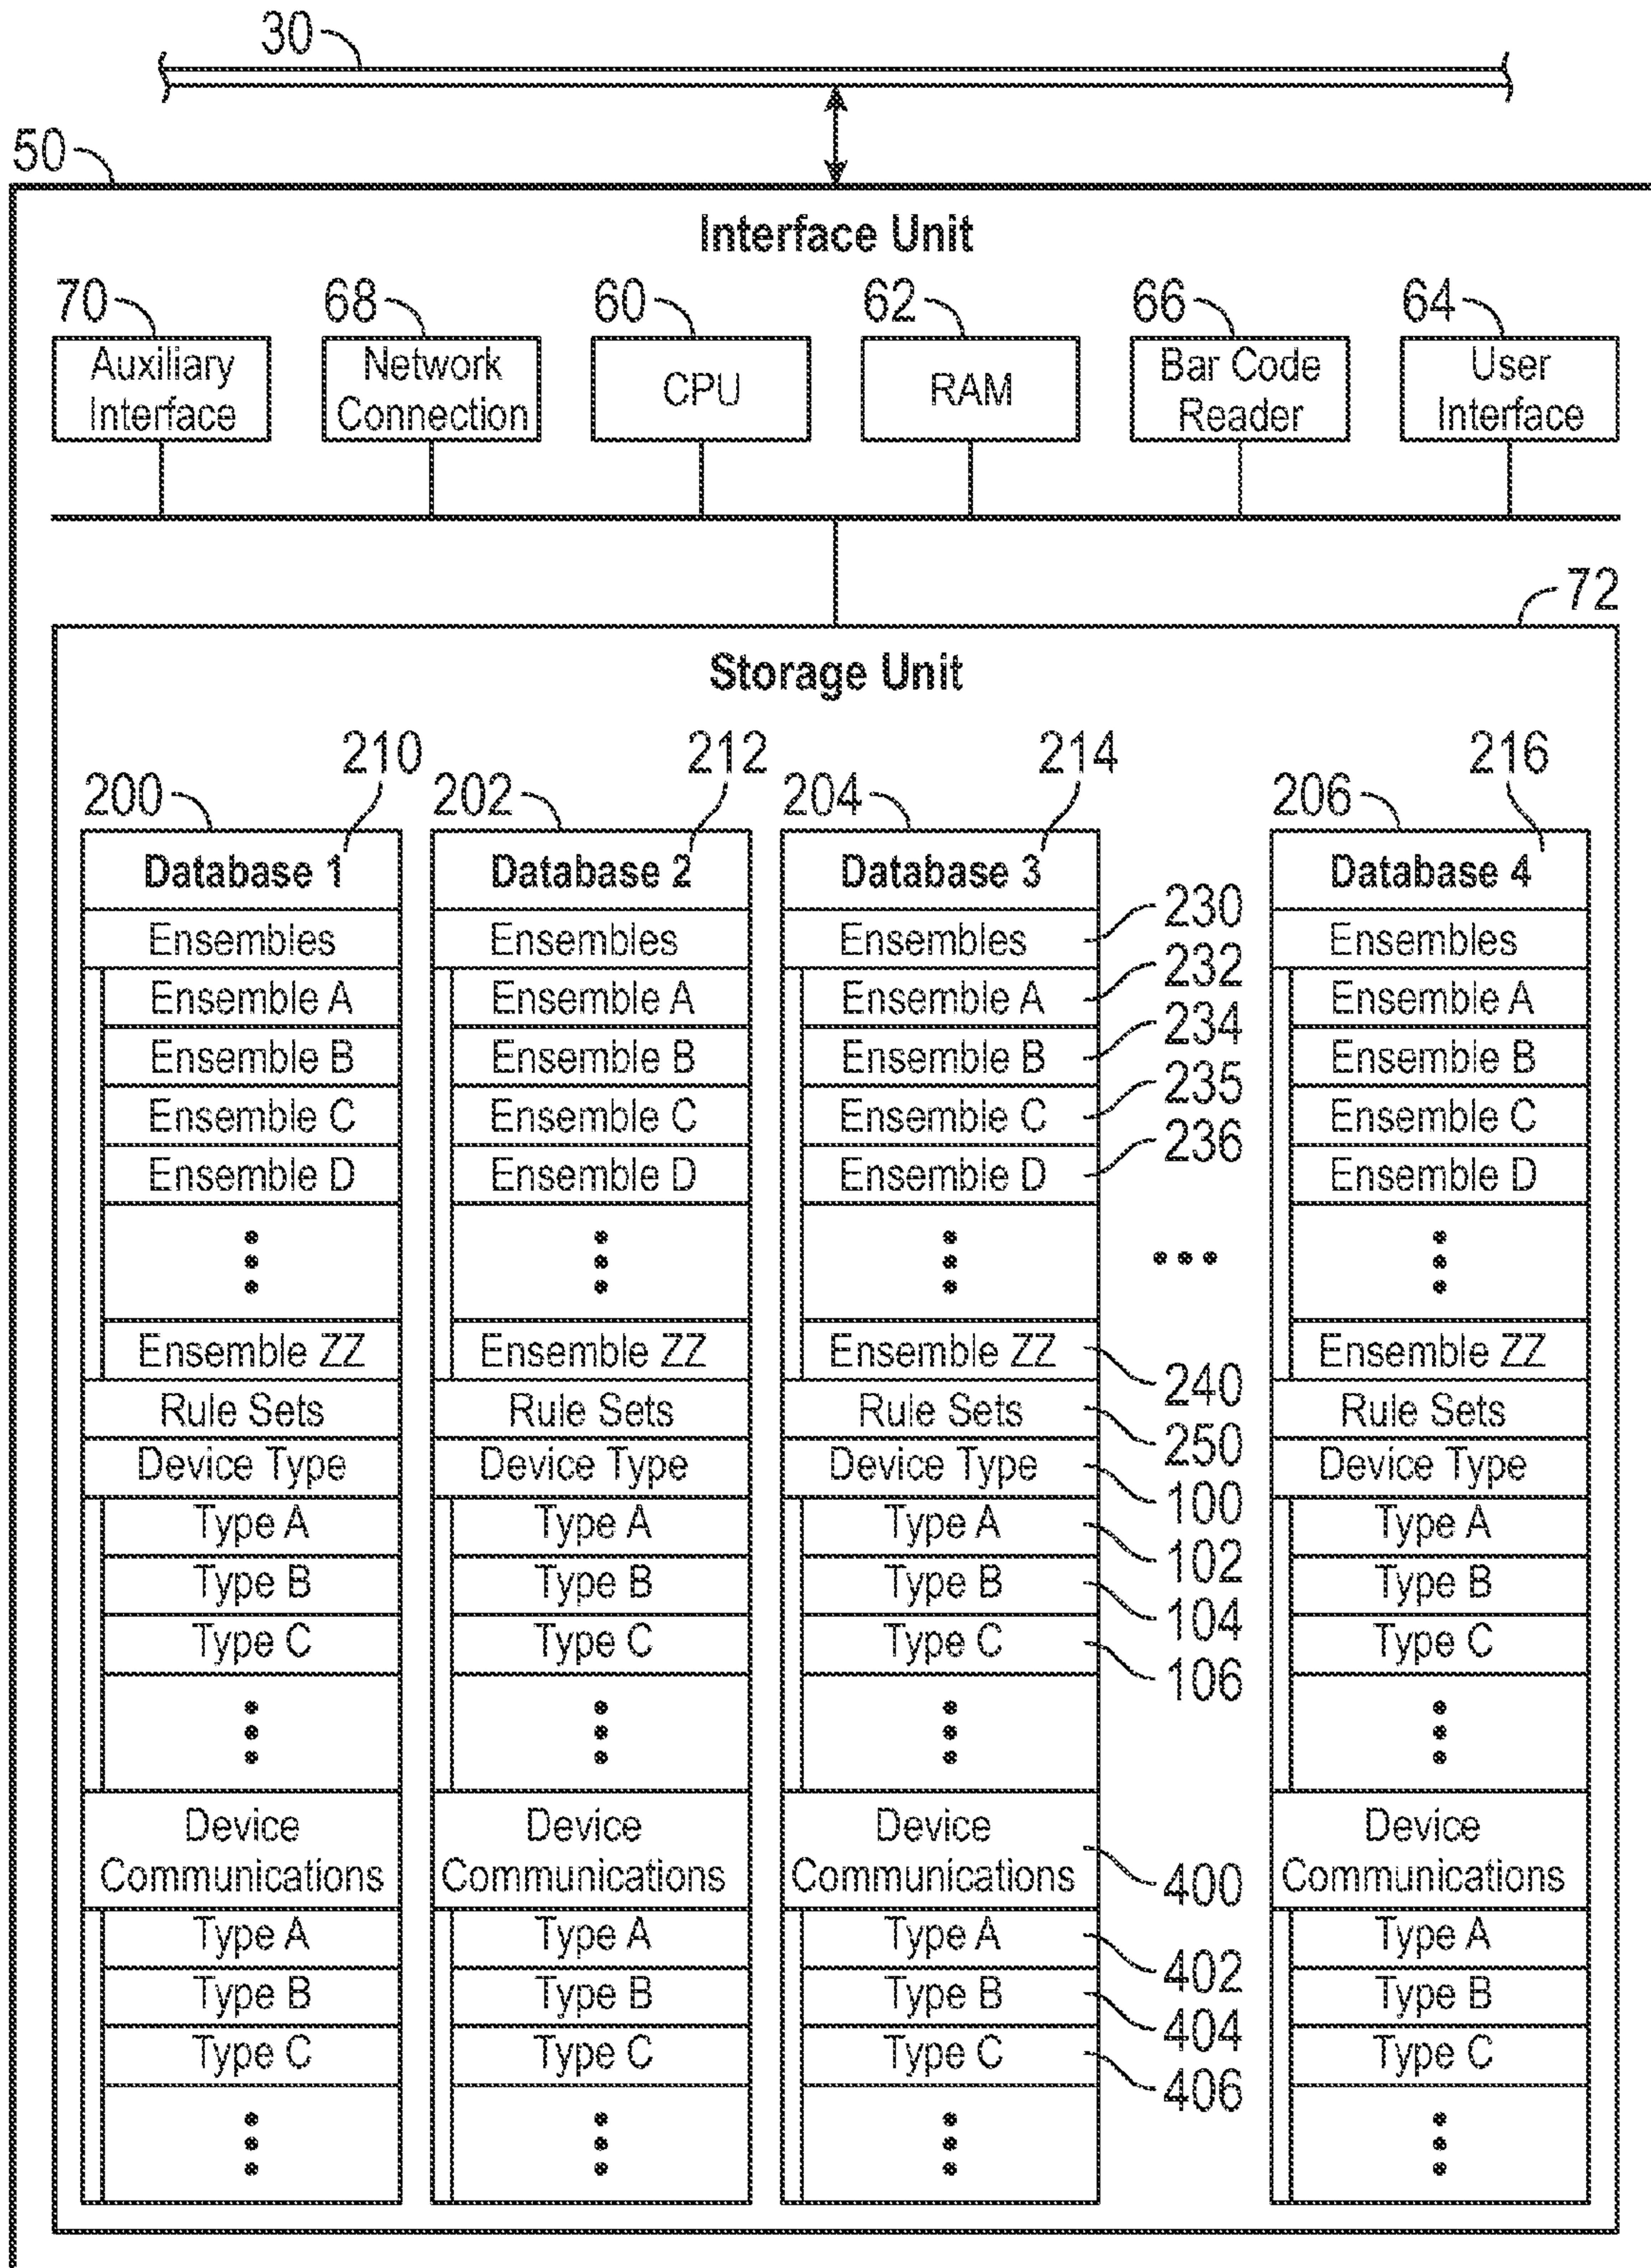 30
50
Interface Unit
70 68 60 62 66 64
Auxiliary Interface
Network Connection
CPU
RAM
Bar Code Reader
User Interface
72
Storage Unit
210 212 214 216
200 202 204 206
Database 1 Database 2 Database 3 Database 4
230
Ensembles Ensembles Ensembles Ensembles
232
Ensemble A Ensemble A Ensemble A Ensemble A
234
Ensemble B Ensemble B Ensemble B Ensemble B
235
Ensemble C Ensemble C Ensemble C Ensemble C
236
Ensemble D Ensemble D Ensemble D Ensemble D
Ensemble ZZ Ensemble ZZ Ensemble ZZ Ensemble ZZ
240
Rule Sets Rule Sets Rule Sets Rule Sets
250
Device Type Device Type Device Type Device Type
100
Type A Type A Type A Type A
102
Type B Type B Type B Type B
104
Type C Type C Type C Type C
106
Device Device Device Device
Communications Communications Communications Communications
400
Type A Type A Type A Type A
402
Type B Type B Type B Type B
404
Type C Type C Type C Type C
406